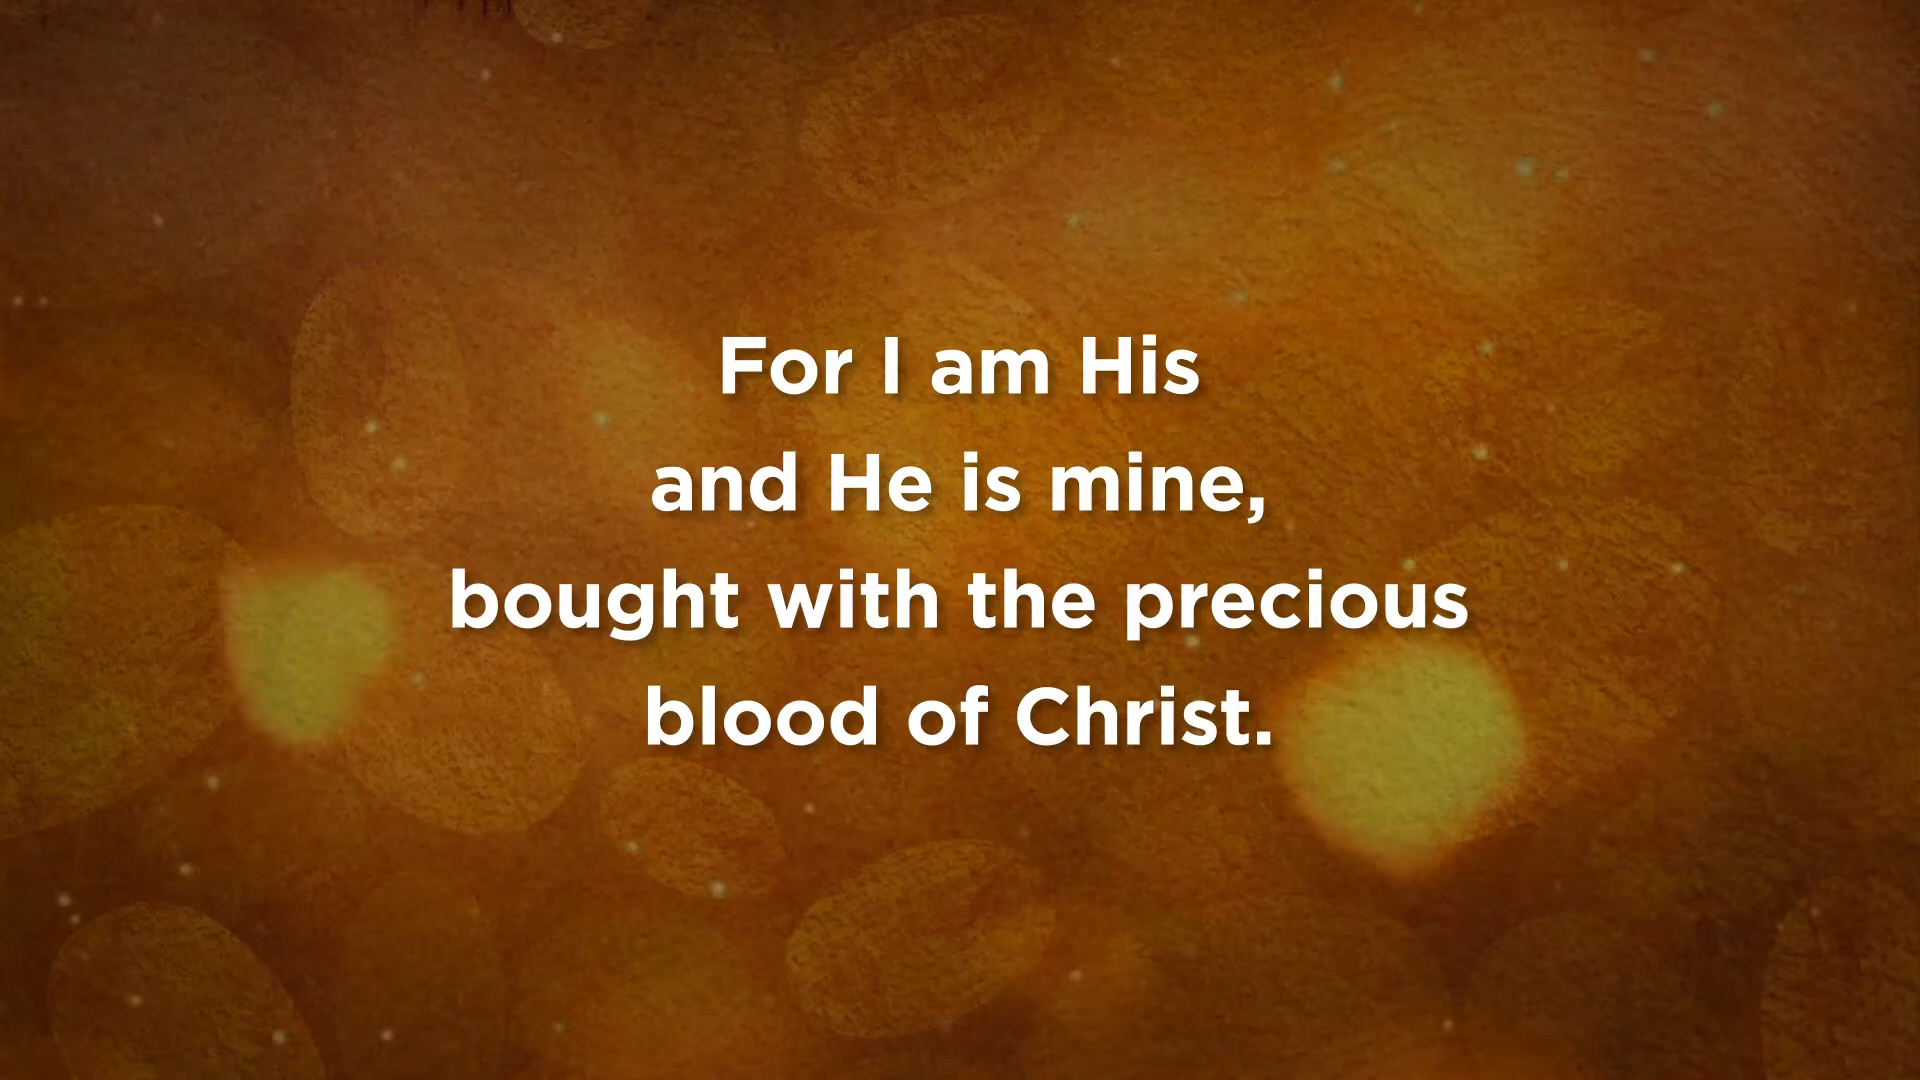 For I am His
and He is mine,
bought with the precious
blood of Christ.